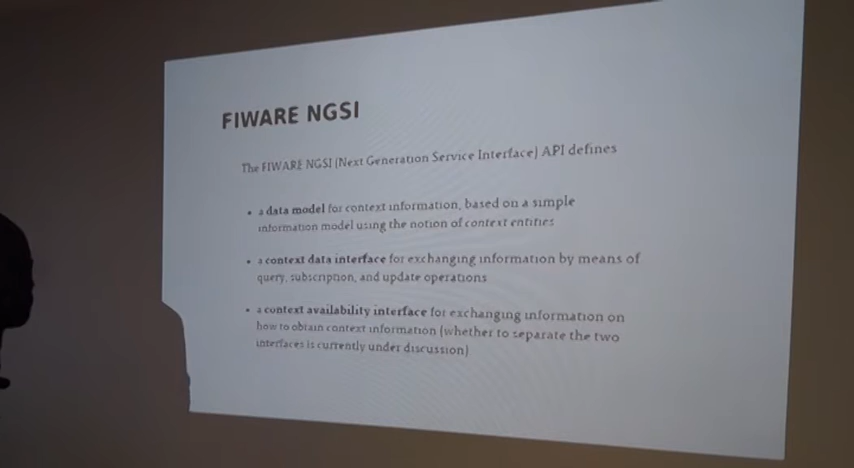 FIWARE NGSI
The FIWARE NGSI (Next Generation Service Interface) API defines
• a data model for context information, based on a simple
information model using the notion of context entities
• a context data interface for exchanging information by means of
query, subscription, and update operations
• a context availability interface for exchanging information on
how to obtain context information (whether to separate the two
interfaces is currently under discussion)